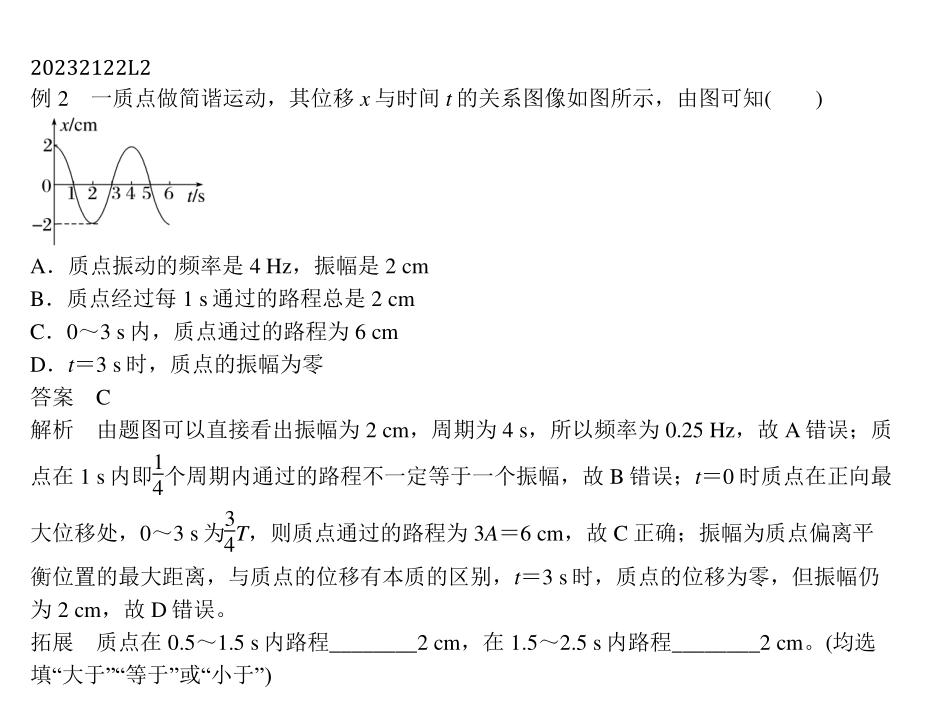 20232122L2
例 2　一质点做简谐运动，其位移 x 与时间 t 的关系图像如图所示，由图可知(　　)
x/cm
2
0
1 2 3 4 5 6 t/s
−2
A．质点振动的频率是 4 Hz，振幅是 2 cm
B．质点经过每 1 s 通过的路程总是 2 cm
C．0～3 s 内，质点通过的路程为 6 cm
D．t＝3 s 时，质点的振幅为零
答案　C
解析　由题图可以直接看出振幅为 2 cm，周期为 4 s，所以频率为 0.25 Hz，故 A 错误；质
点在 1 s 内即1/4个周期内通过的路程不一定等于一个振幅，故 B 错误；t＝0 时质点在正向最
大位移处，0～3 s 为3/4T，则质点通过的路程为 3A＝6 cm，故 C 正确；振幅为质点偏离平
衡位置的最大距离，与质点的位移有本质的区别，t＝3 s 时，质点的位移为零，但振幅仍
为 2 cm，故 D 错误。
拓展　质点在 0.5～1.5 s 内路程________2 cm，在 1.5～2.5 s 内路程________2 cm。(均选
填“大于”“等于”或“小于”)